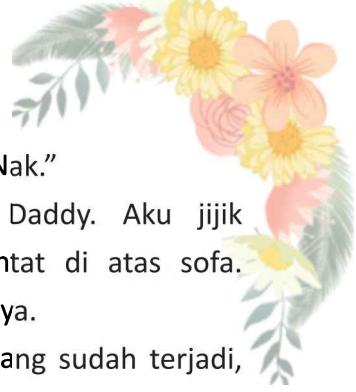 Nak.”
Daddy. Aku jijik
ntat di atas sofa.
ya.
ang sudah terjadi,